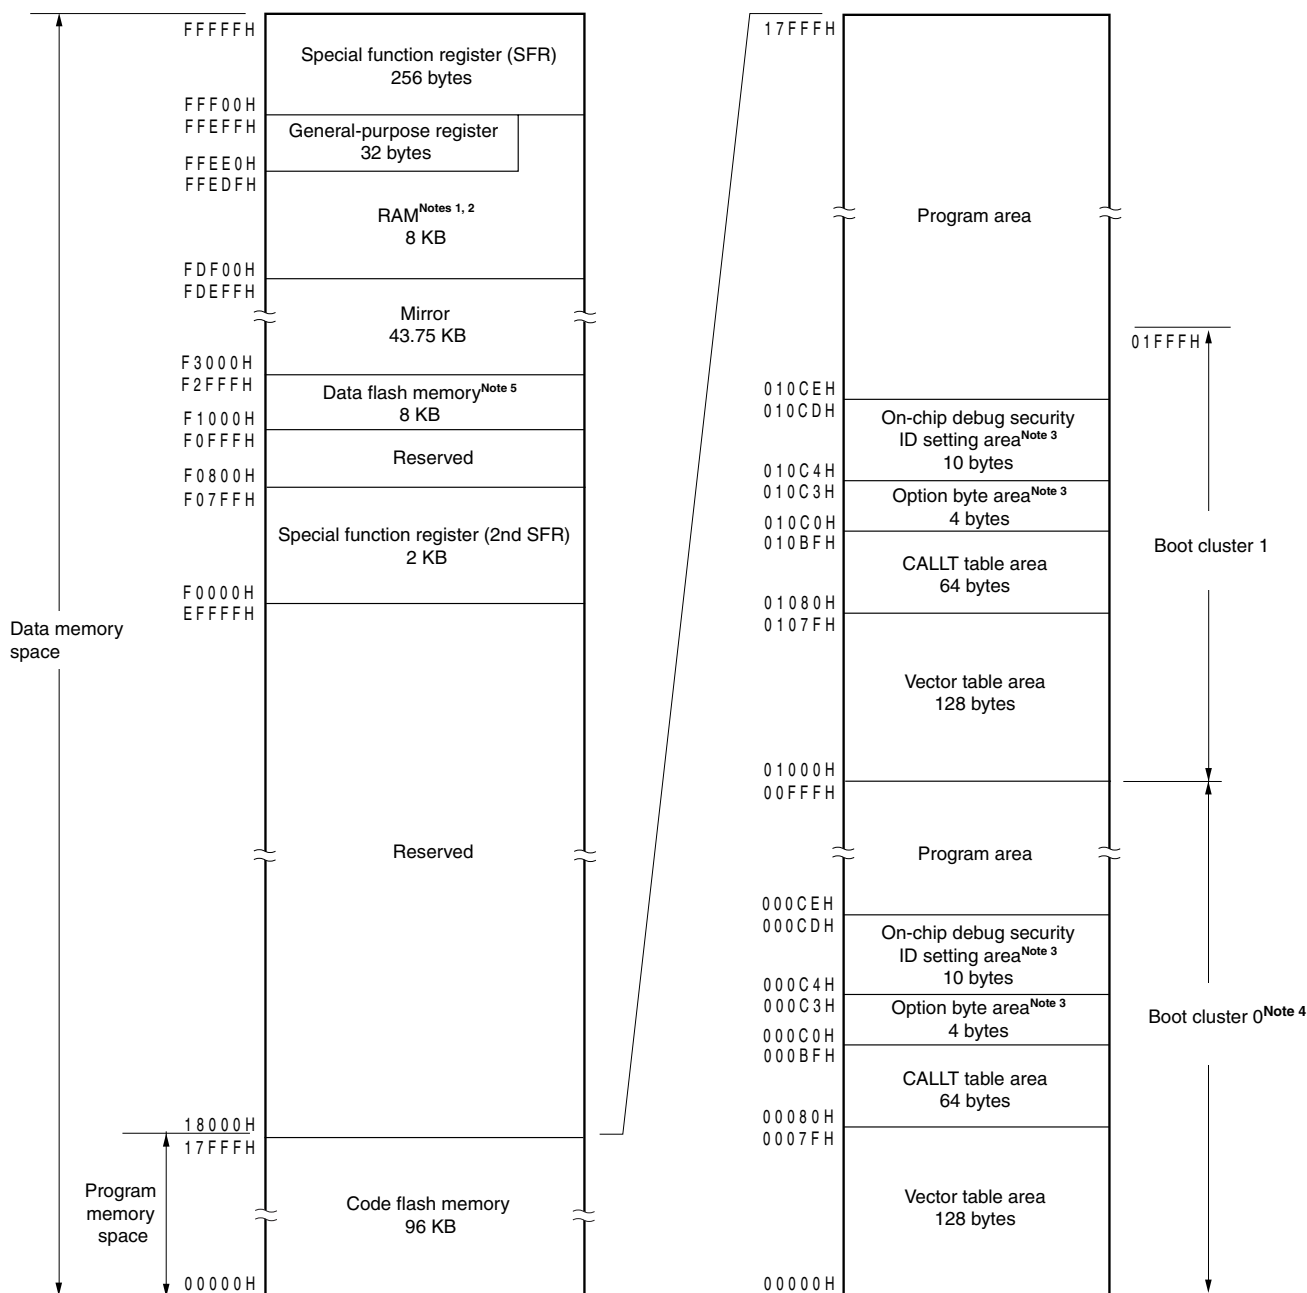 FFFFFH
Special function register (SFR)
256 bytes
FFF00H
FFEFFH
General-purpose register
32 bytes
FFEE0H
FFEDFH
RAMNotes 1, 2
8 KB
FDF00H
FDEFFH
Mirror
43.75 KB
F3000H
F2FFFH
Data flash memoryNote 5
8 KB
F1000H
F0FFFH
Reserved
F0800H
F07FFH
Special function register (2nd SFR)
2 KB
F0000H
EFFFFH
Data memory
space
Reserved
18000H
17FFFH
Program
memory
space
Code flash memory
96 KB
00000H
17FFFH
Program area
01FFFH
010CEH
010CDH
On-chip debug security
ID setting areaNote 3
10 bytes
010C4H
010C3H
Option byte areaNote 3
4 bytes
010C0H
010BFH
CALLT table area
64 bytes
Boot cluster 1
01080H
0107FH
Vector table area
128 bytes
01000H
00FFFH
Program area
000CEH
000CDH
On-chip debug security
ID setting areaNote 3
10 bytes
000C4H
000C3H
Option byte areaNote 3
4 bytes
Boot cluster 0Note 4
000C0H
000BFH
CALLT table area
64 bytes
00080H
0007FH
Vector table area
128 bytes
00000H